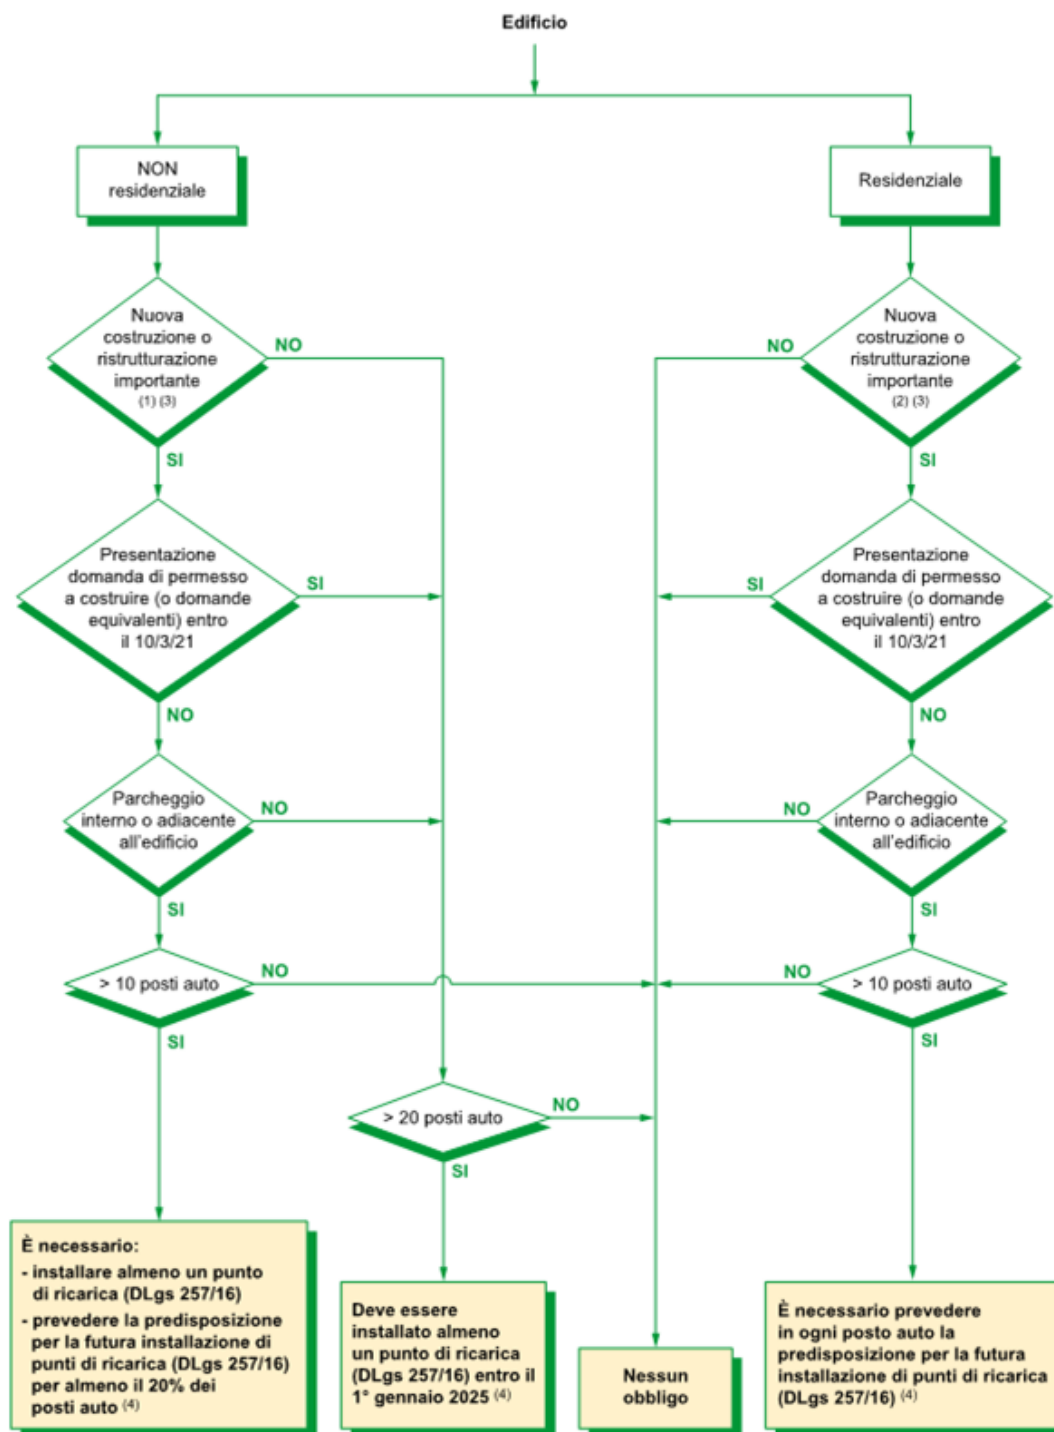 Edificio
NON
residenziale
Residenziale
Nuova
costruzione o
ristrutturazione
importante
(1) (3)
NO
SI
Nuova
costruzione o
ristrutturazione
importante
(2) (3)
NO
SI
Presentazione
domanda di permesso
a costruire (o domande
equivalenti) entro
il 10/3/21
SI
NO
Presentazione
domanda di permesso
a costruire (o domande
equivalenti) entro
il 10/3/21
SI
NO
Parcheggio
interno o adiacente
all'edificio
NO
SI
Parcheggio
interno o adiacente
all'edificio
NO
SI
> 10 posti auto
NO
SI
> 10 posti auto
NO
SI
> 20 posti auto
NO
SI
È necessario:
- installare almeno un punto
di ricarica (DLgs 257/16)
- prevedere la predisposizione
per la futura installazione di
punti di ricarica (DLgs 257/16)
per almeno il 20% dei
posti auto (4)
Deve essere
installato almeno
un punto di ricarica
(DLgs 257/16) entro il
1° gennaio 2025 (4)
Nessun
obbligo
È necessario prevedere
in ogni posto auto la
predisposizione per la futura
installazione di punti di ricarica
(DLgs 257/16) (4)